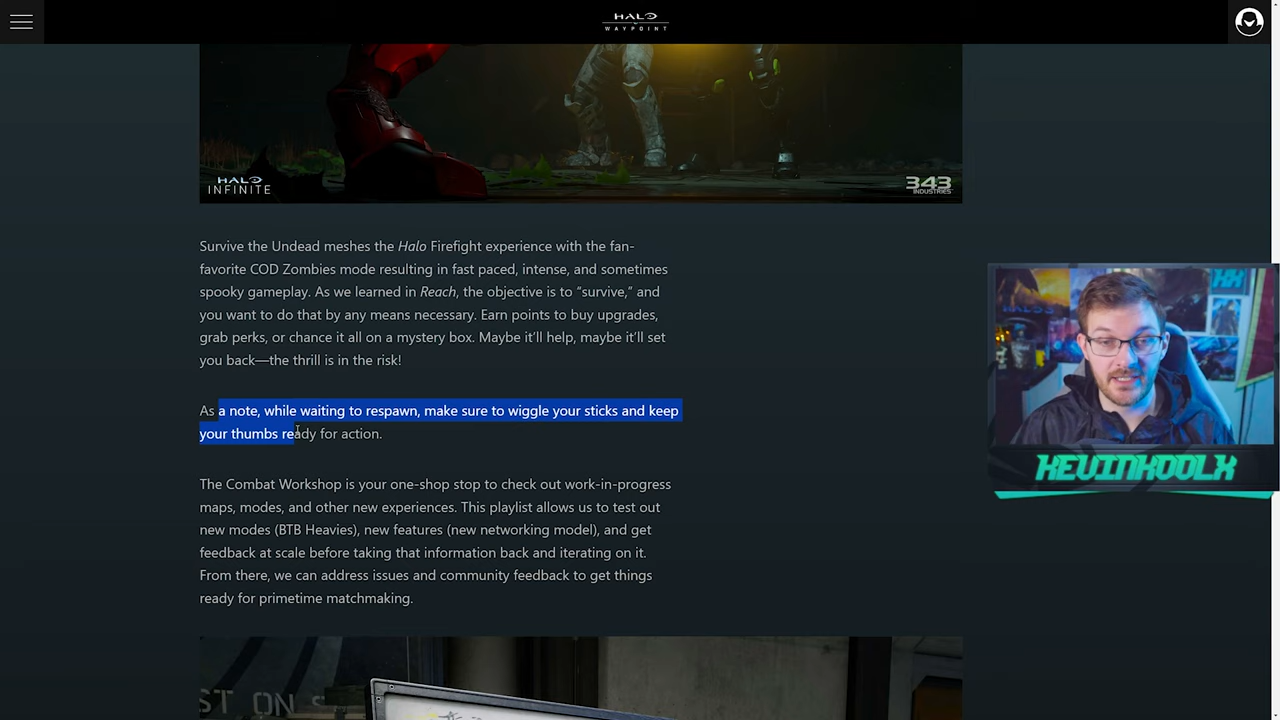 HALO
WAYPOINT
HALO
INFINITE
343
INDUSTRIES
Survive the Undead meshes the Halo Firefight experience with the fan-
favorite COD Zombies mode resulting in fast paced, intense, and sometimes
spooky gameplay. As we learned in Reach, the objective is to “survive,” and
you want to do that by any means necessary. Earn points to buy upgrades,
grab perks, or chance it all on a mystery box. Maybe it’ll help, maybe it’ll set
you back—the thrill is in the risk!
As a note, while waiting to respawn, make sure to wiggle your sticks and keep
your thumbs ready for action.
KEVINKOOLX
The Combat Workshop is your one-shop stop to check out work-in-progress
maps, modes, and other new experiences. This playlist allows us to test out
new modes (BTB Heavies), new features (new networking model), and get
feedback at scale before taking that information back and iterating on it.
From there, we can address issues and community feedback to get things
ready for primetime matchmaking.
ST ON